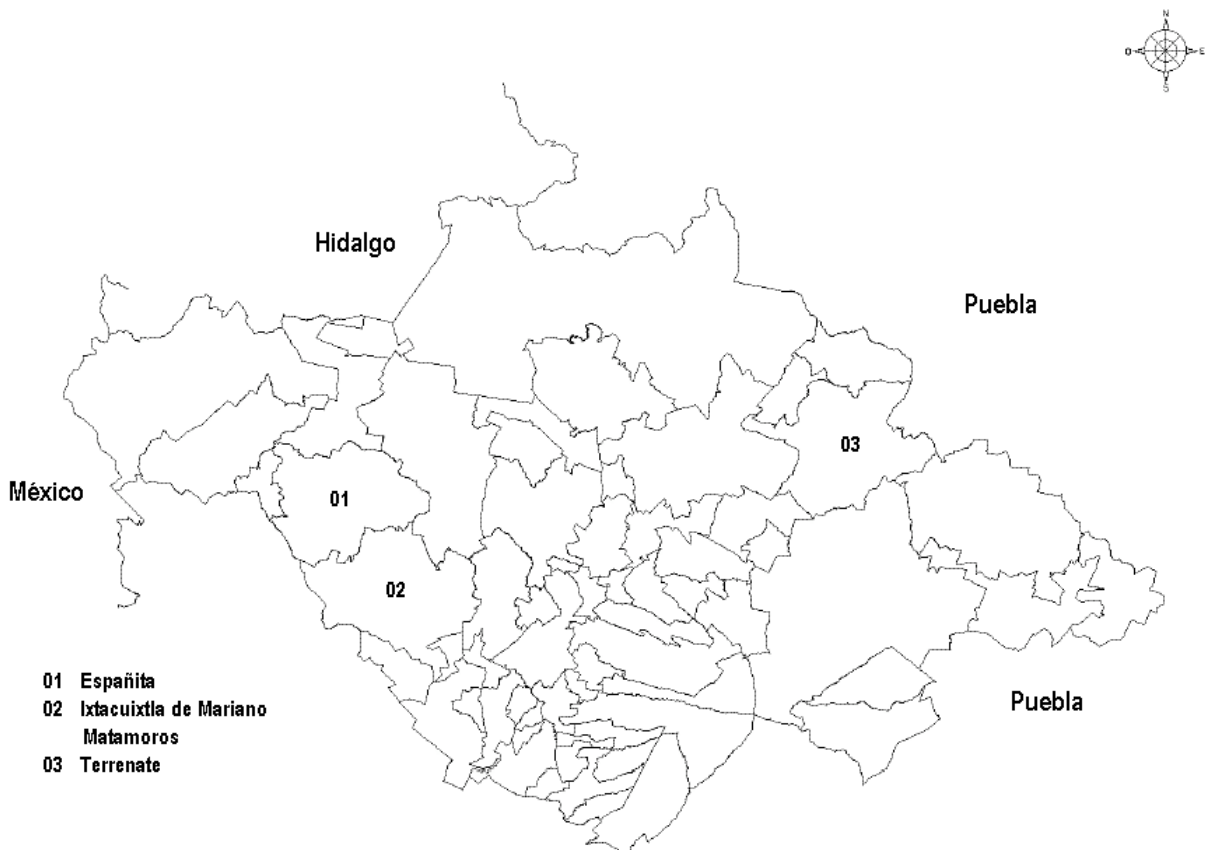 N
O E
S
Hidalgo
Puebla
03
México
01
02
01 Españita
02 Ixtacuixtla de Mariano
Matamoros
03 Terrenate
Puebla